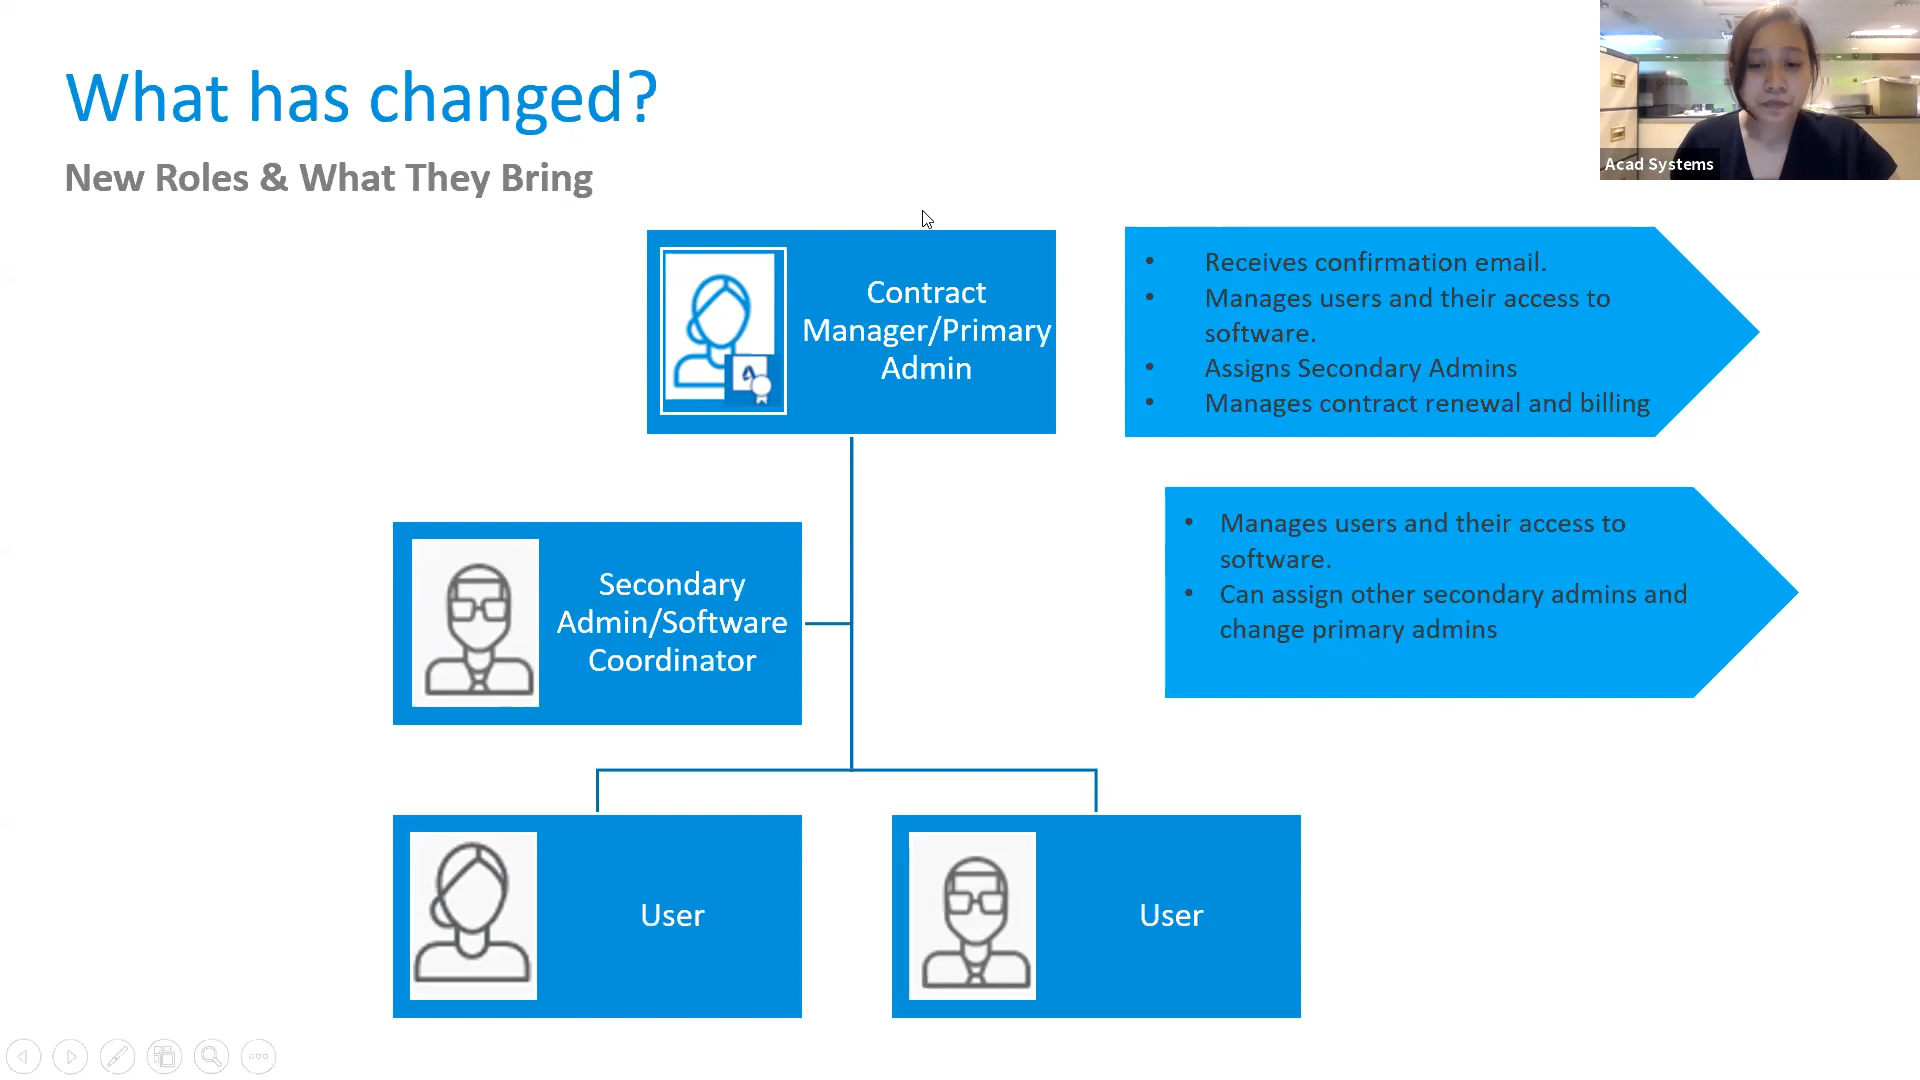 What has changed?
New Roles & What They Bring
Acad Systems
Contract
Manager/Primary
Admin
• Receives confirmation email.
• Manages users and their access to
software.
• Assigns Secondary Admins
• Manages contract renewal and billing
Secondary
Admin/Software
Coordinator
• Manages users and their access to
software.
• Can assign other secondary admins and
change primary admins
User
User